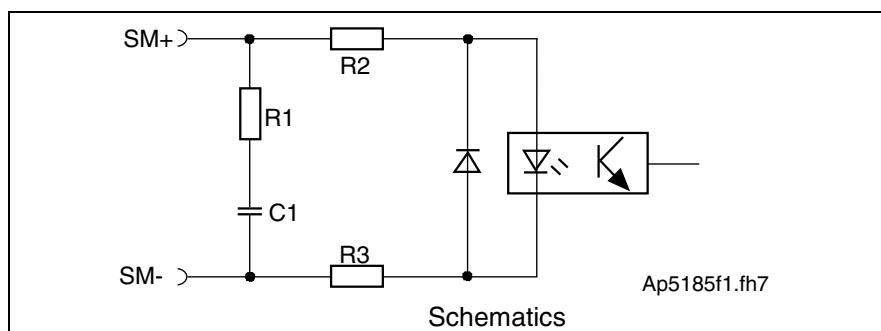 SM+
R2
R1
C1
R3
SM-
Ap5185f1.fh7
Schematics